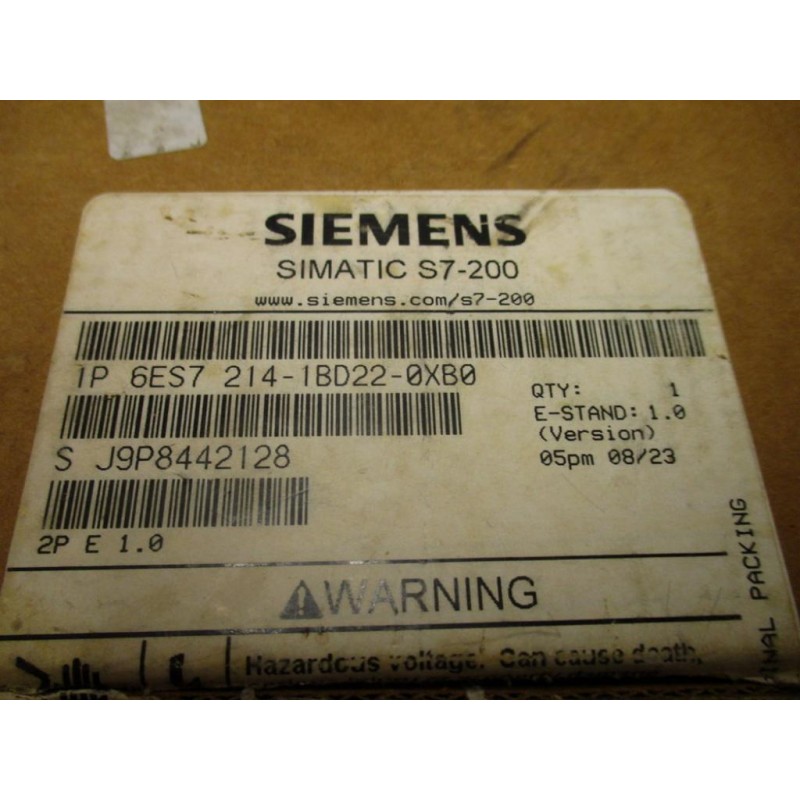 SIEMENS
SIMATIC S7-200
www.siemens.com/s7-200
1P 6ES7 214-1BD22-0XB0
QTY: 1
E-STAND: 1.0
(Version)
05pm 08/23
S J9P8442128
2P E 1.0
WARNING
Hazardous voltage. Can cause death,
PACKING